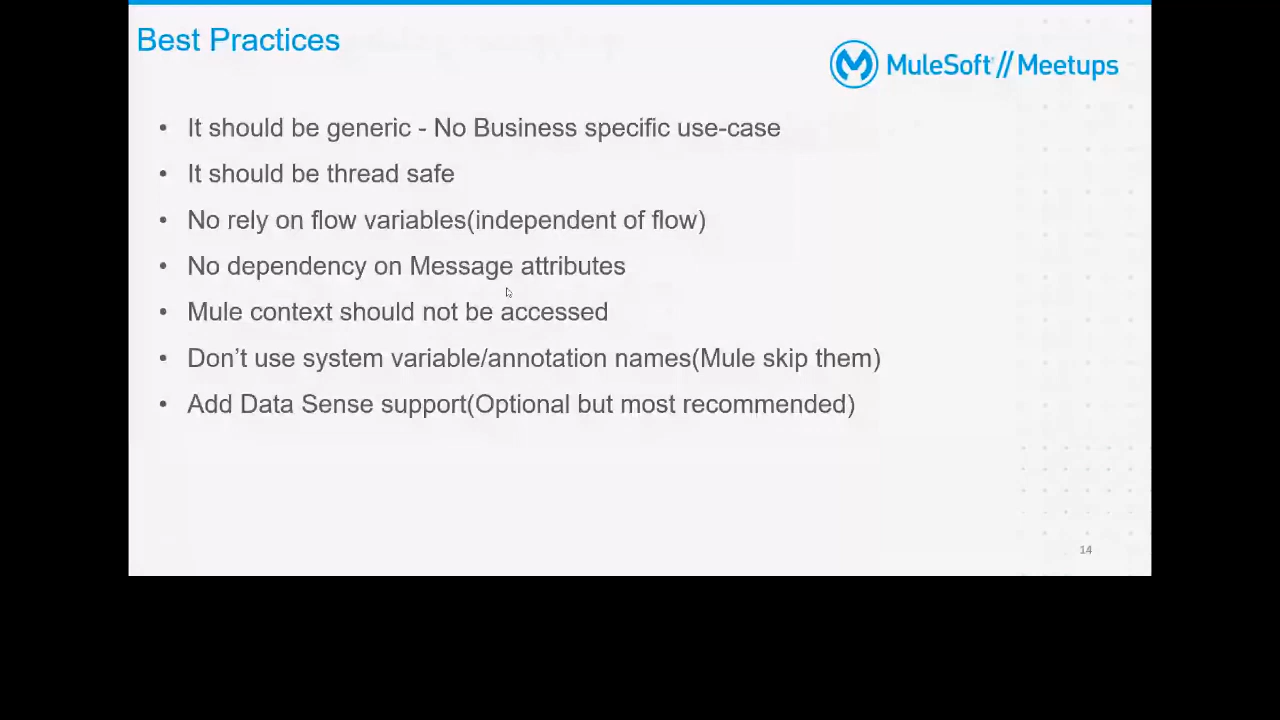 Best Practices
MuleSoft // Meetups
• It should be generic - No Business specific use-case
• It should be thread safe
• No rely on flow variables(independent of flow)
• No dependency on Message attributes
• Mule context should not be accessed
• Don’t use system variable/annotation names(Mule skip them)
• Add Data Sense support(Optional but most recommended)
14